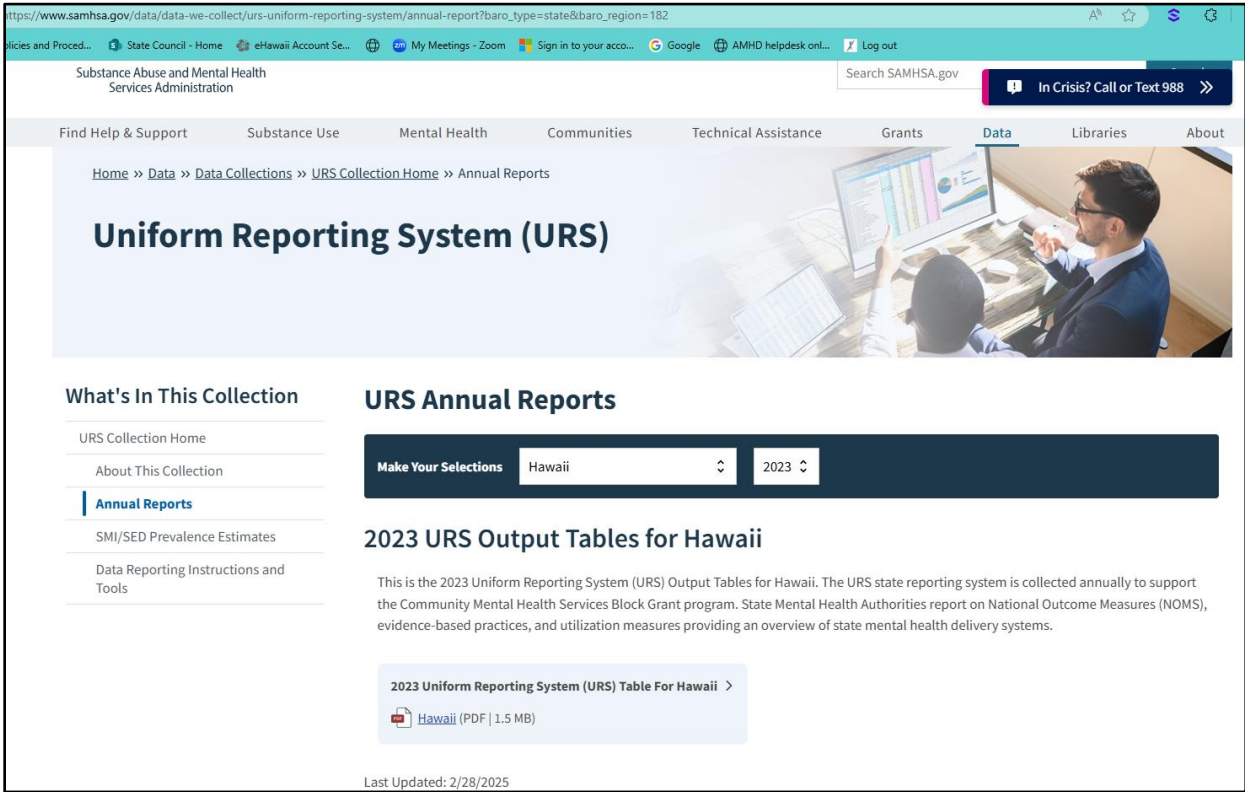 ttps://www.samhsa.gov/data/data-we-collect/urs-uniform-reporting-system/annual-report?baro_type=state&baro_region=182
olicies and Proced... State Council - Home eHawaii Account Se... zm My Meetings - Zoom Sign in to your acco... Google AMHD helpdesk onl... Log out
Substance Abuse and Mental Health
Services Administration
Search SAMHSA.gov
In Crisis? Call or Text 988
Find Help & Support Substance Use Mental Health Communities Technical Assistance Grants Data Libraries About
Home » Data » Data Collections » URS Collection Home » Annual Reports
Uniform Reporting System (URS)
What's In This Collection
URS Collection Home
About This Collection
Annual Reports
SMI/SED Prevalence Estimates
Data Reporting Instructions and
Tools
URS Annual Reports
Make Your Selections Hawaii 2023
2023 URS Output Tables for Hawaii
This is the 2023 Uniform Reporting System (URS) Output Tables for Hawaii. The URS state reporting system is collected annually to support
the Community Mental Health Services Block Grant program. State Mental Health Authorities report on National Outcome Measures (NOMS),
evidence-based practices, and utilization measures providing an overview of state mental health delivery systems.
2023 Uniform Reporting System (URS) Table For Hawaii >
PDF Hawaii (PDF | 1.5 MB)
Last Updated: 2/28/2025